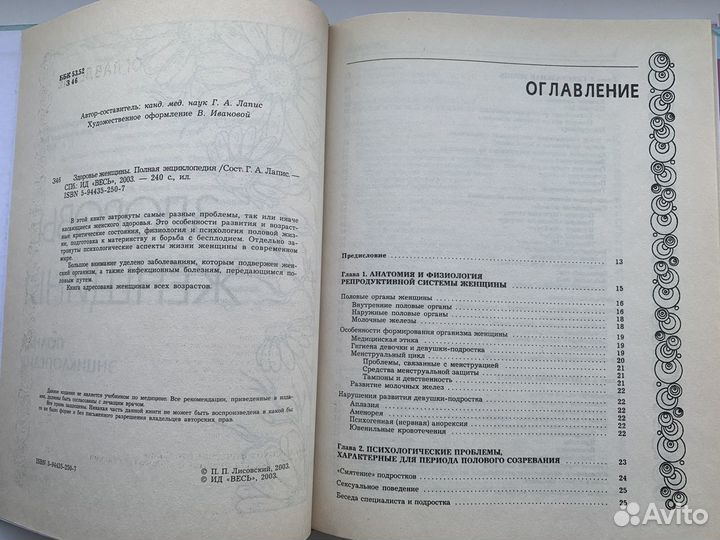 ББК 53.52
З 46
Автор-составитель: канд. мед. наук Г. А. Лапис
Художественное оформление В. Ивановой
З46 Здоровье женщины. Полная энциклопедия /Сост. Г. А. Лапис. —
СПб: ИД «ВЕСЬ», 2003. — 240 с., ил.
ISBN 5-94435-250-7
В этой книге затронуты самые разные проблемы, так или иначе
касающиеся женского здоровья. Это особенности развития и возраст-
ные критические состояния, физиология и психология половой жиз-
ни, подготовка к материнству и борьба с бесплодием. Отдельно за-
тронуты психологические аспекты жизни женщины в современном
мире.
Большое внимание уделено заболеваниям, которым подвержен жен-
ский организм, а также инфекционным болезням, передающимся по-
ловым путем.
Книга адресована женщинам всех возрастов.
Данное издание не является учебником по медицине. Все рекомендации, приведенные в изда-
нии, должны быть согласованы с лечащим врачом.
Все права защищены. Никакая часть данной книги не может быть воспроизведена в какой бы
то ни было форме и без письменного разрешения владельцев авторских прав.
ISBN 5-94435-250-7
© П. П. Лисовский, 2003.
© ИД «ВЕСЬ», 2003.
ОГЛАВЛЕНИЕ
Предисловие 13
Глава 1. АНАТОМИЯ И ФИЗИОЛОГИЯ
РЕПРОДУКТИВНОЙ СИСТЕМЫ ЖЕНЩИНЫ 15
Половые органы женщины 16
Внутренние половые органы 16
Наружные половые органы 18
Молочные железы 18
Особенности формирования организма женщины 19
Медицинская этика 19
Гигиена девочки и девушки-подростка 19
Менструальный цикл 20
Проблемы, связанные с менструацией 21
Средства менструальной защиты 21
Тампоны и девственность 21
Развитие молочных желез 21
Нарушения развития девушки-подростка 22
Аплазия 22
Аменорея 22
Психогенная (нервная) анорексия 22
Ювенильные кровотечения 22
Глава 2. ПСИХОЛОГИЧЕСКИЕ ПРОБЛЕМЫ,
ХАРАКТЕРНЫЕ ДЛЯ ПЕРИОДА ПОЛОВОГО СОЗРЕВАНИЯ 23
«Смятение» подростков 24
Сексуальное поведение 25
Беседа специалиста и подростка 25
Avito